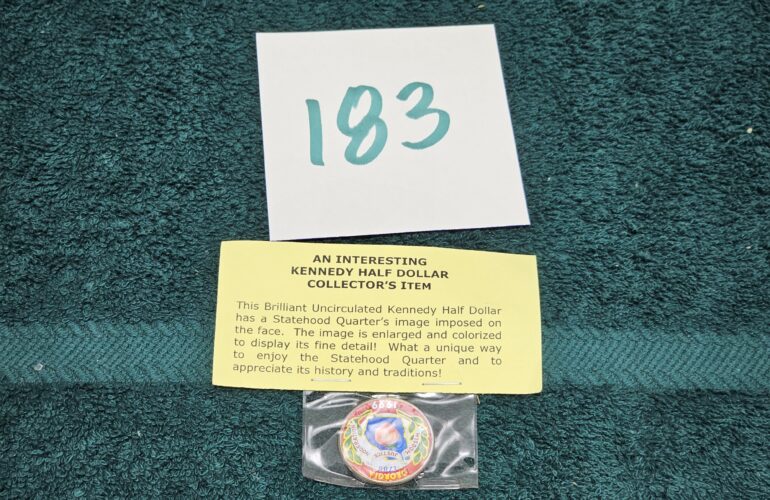 183
AN INTERESTING
KENNEDY HALF DOLLAR
COLLECTOR'S ITEM
This Brilliant Uncirculated Kennedy Half Dollar
has a Statehood Quarter's image imposed on
the face. The image is enlarged and colorized
to display its fine detail! What a unique way
to enjoy the Statehood Quarter and to
appreciate its history and traditions!
1999
GEORGIA